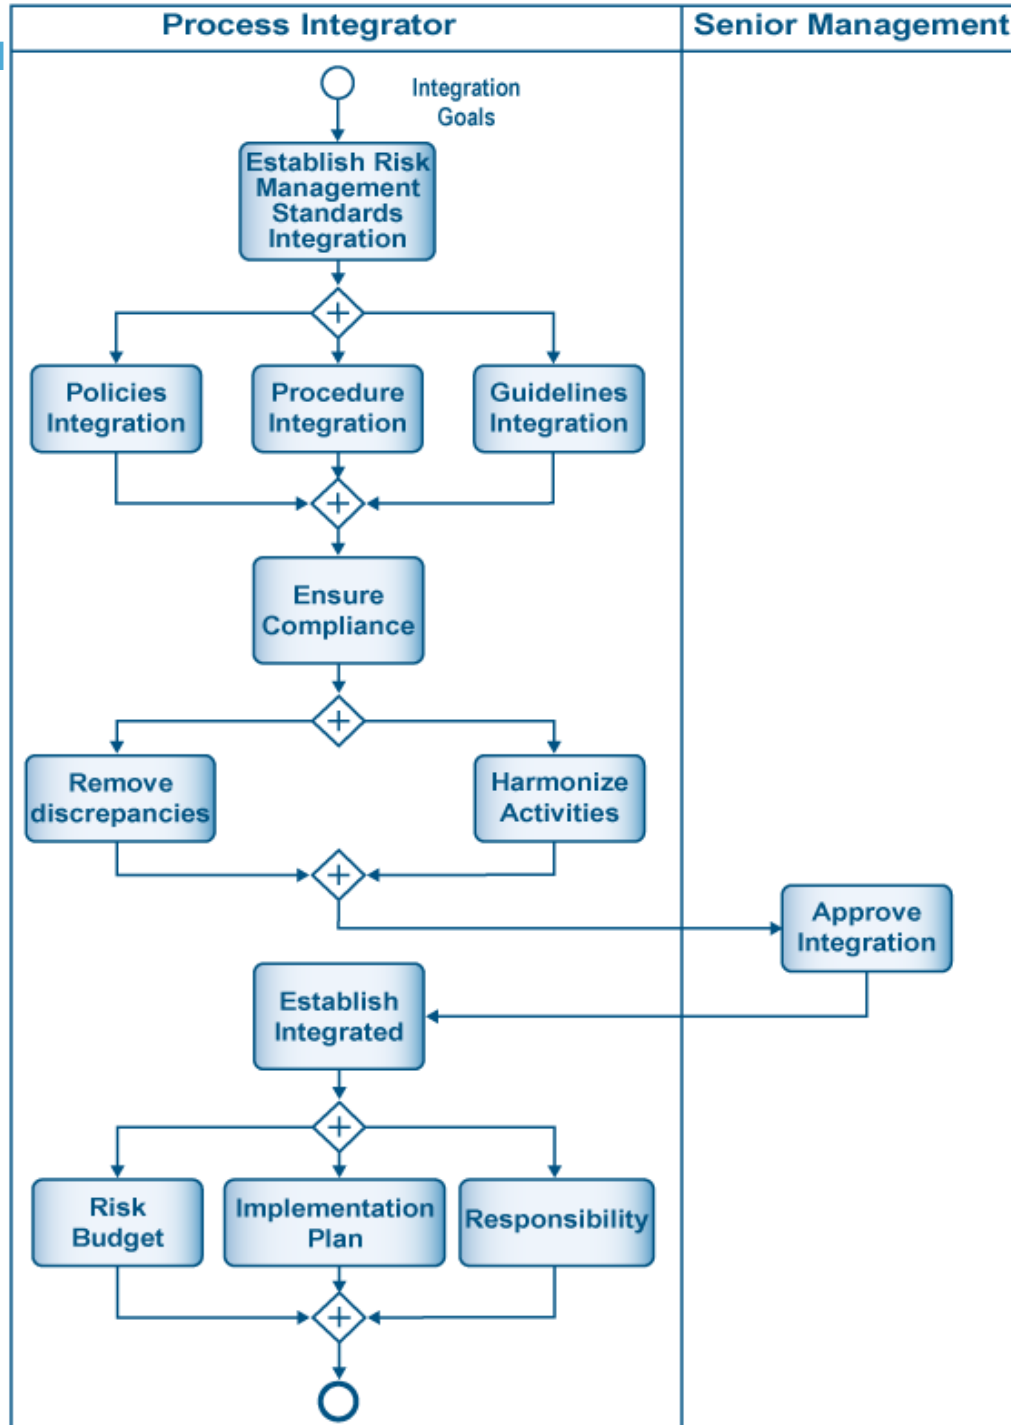 Process Integrator
Senior Management
Integration
Goals
Establish Risk
Management
Standards
Integration
Policies
Integration
Procedure
Integration
Guidelines
Integration
Ensure
Compliance
Remove
discrepancies
Harmonize
Activities
Approve
Integration
Establish
Integrated
Risk
Budget
Implementation
Plan
Responsibility